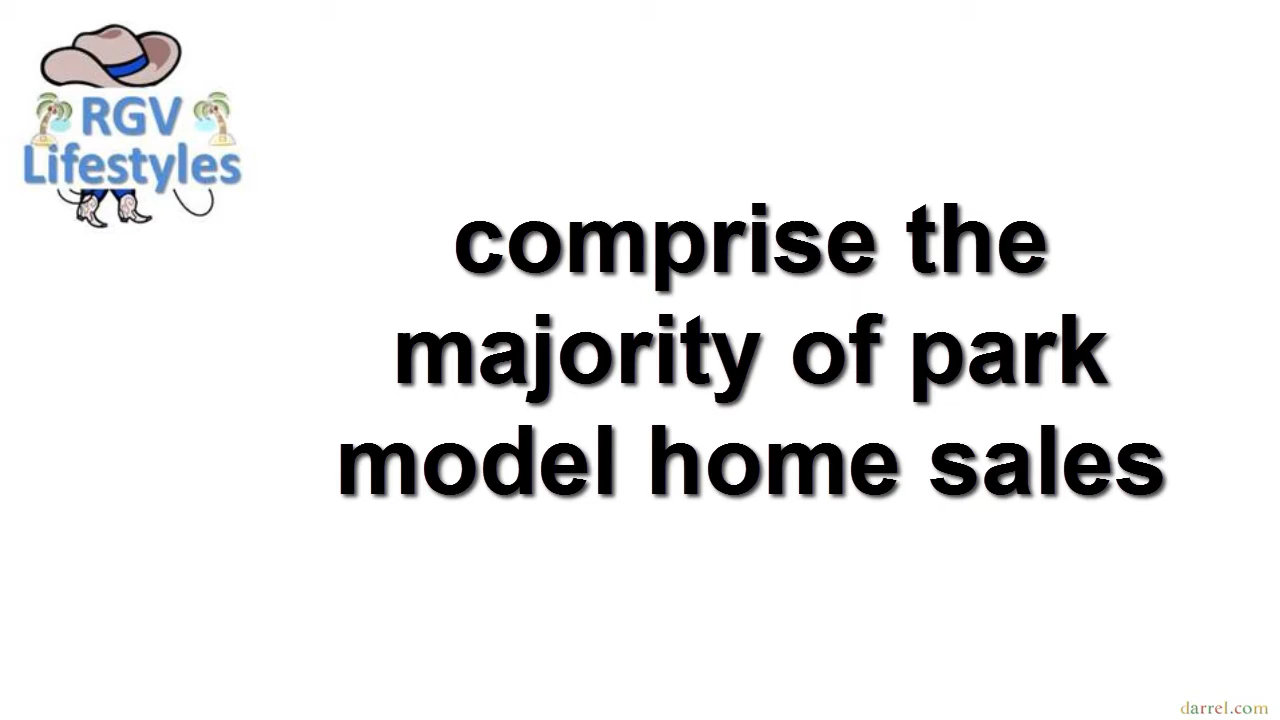 RGV
Lifestyles
comprise the
majority of park
model home sales
darrel.com